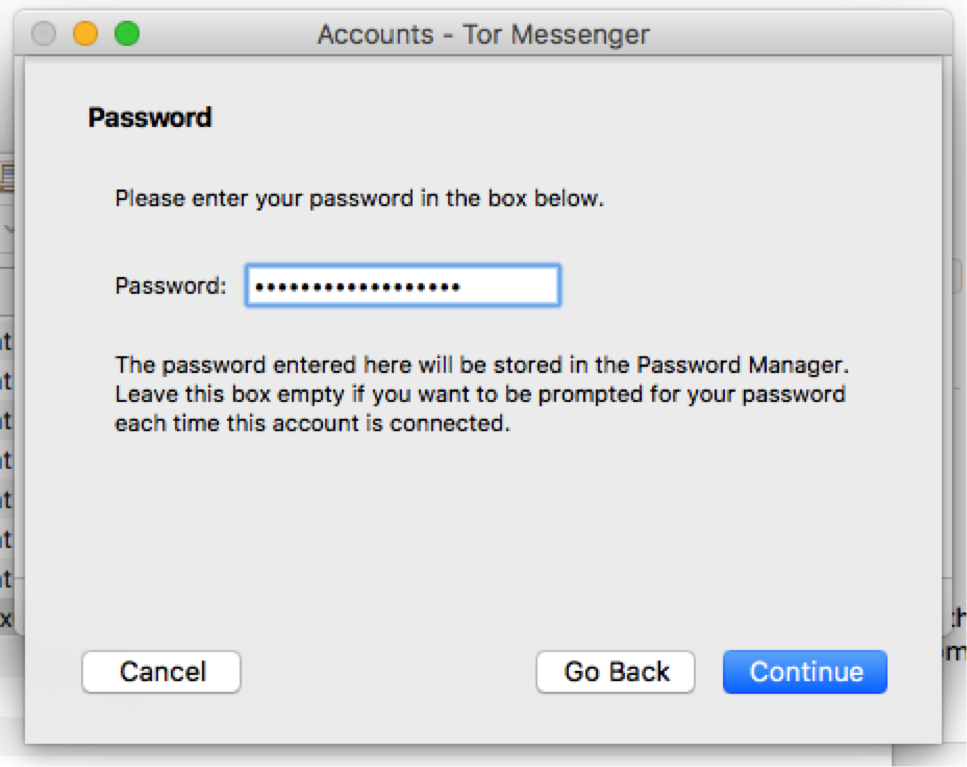 Accounts - Tor Messenger
Password
Please enter your password in the box below.
Password: ••••••••••••••••••
The password entered here will be stored in the Password Manager.
Leave this box empty if you want to be prompted for your password
each time this account is connected.
Cancel Go Back Continue